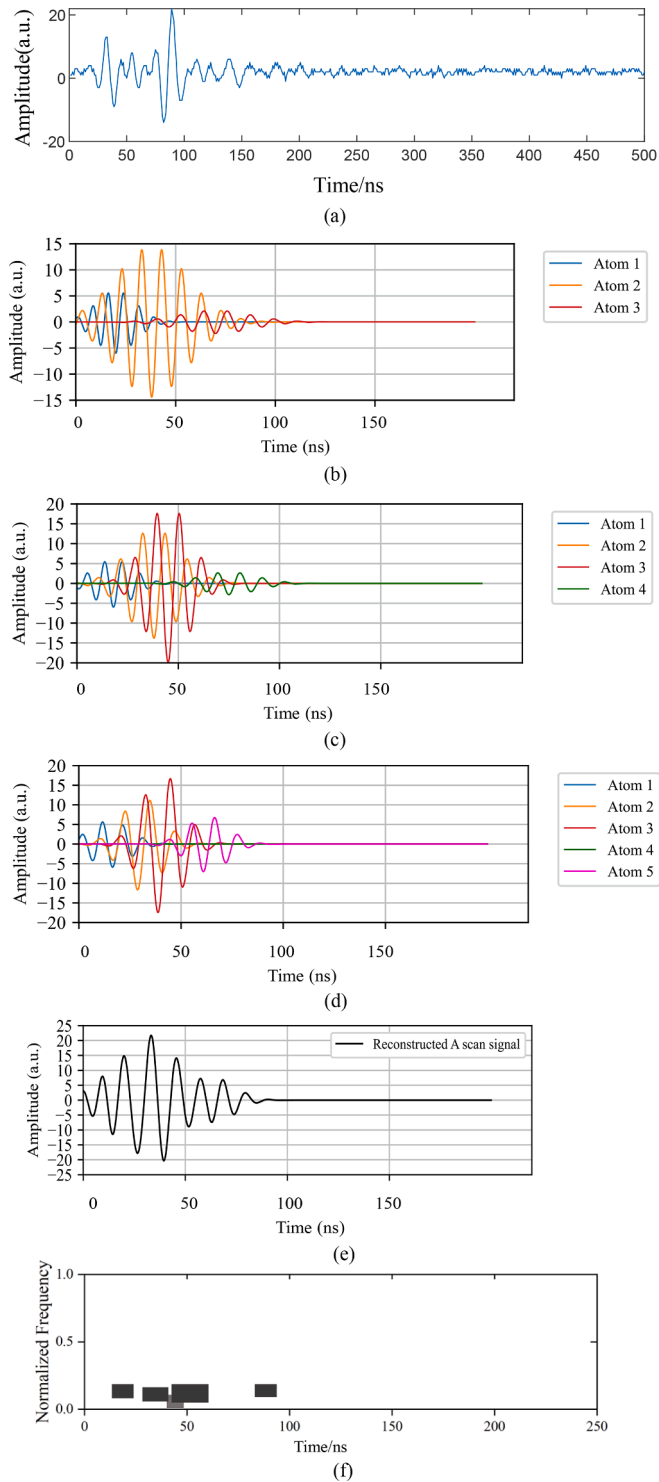 Amplitude(a.u.)
20
0
-20
0 50 100 150 200 250 300 350 400 450 500
Time/ns
(a)
Amplitude (a.u.)
15
10
5
0
−5
−10
−15
0 50 100 150
Time (ns)
Atom 1
Atom 2
Atom 3
(b)
Amplitude (a.u.)
20
15
10
5
0
−5
−10
−15
−20
0 50 100 150
Time (ns)
Atom 1
Atom 2
Atom 3
Atom 4
(c)
Amplitude (a.u.)
20
15
10
5
0
−5
−10
−15
−20
0 50 100 150
Time (ns)
Atom 1
Atom 2
Atom 3
Atom 4
Atom 5
(d)
Amplitude (a.u.)
25
20
15
10
5
0
−5
−10
−15
−20
−25
0 50 100 150
Time (ns)
Reconstructed A scan signal
(e)
Normalized Frequency
1.0
0.5
0.0
0 50 100 150 200 250
Time/ns
(f)